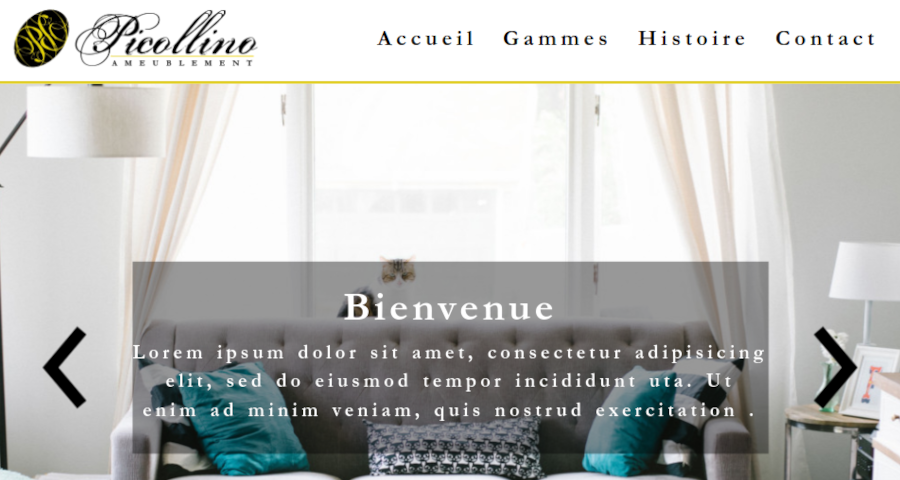 Picollino
AMEUBLEMENT
Accueil Gammes Histoire Contact
Bienvenue
Lorem ipsum dolor sit amet, consectetur adipisicing
elit, sed do eiusmod tempor incididunt uta. Ut
enim ad minim veniam, quis nostrud exercitation .